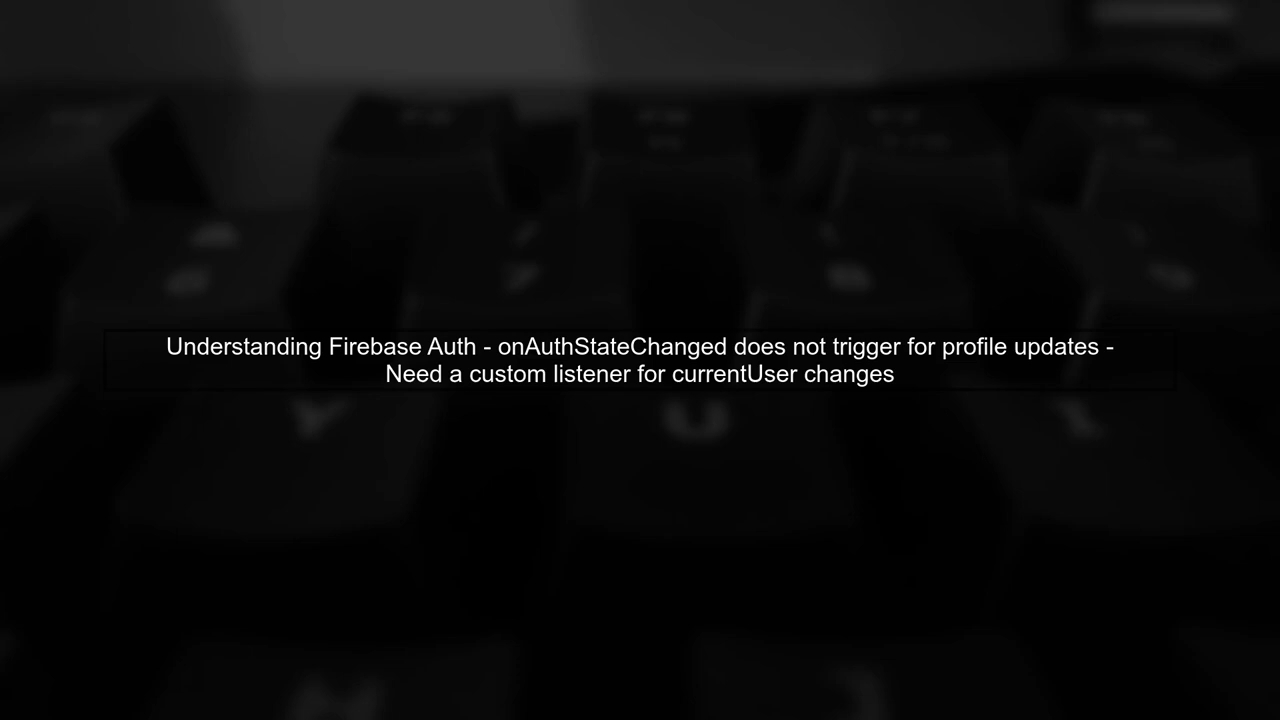 Understanding Firebase Auth - onAuthStateChanged does not trigger for profile updates -
Need a custom listener for currentUser changes